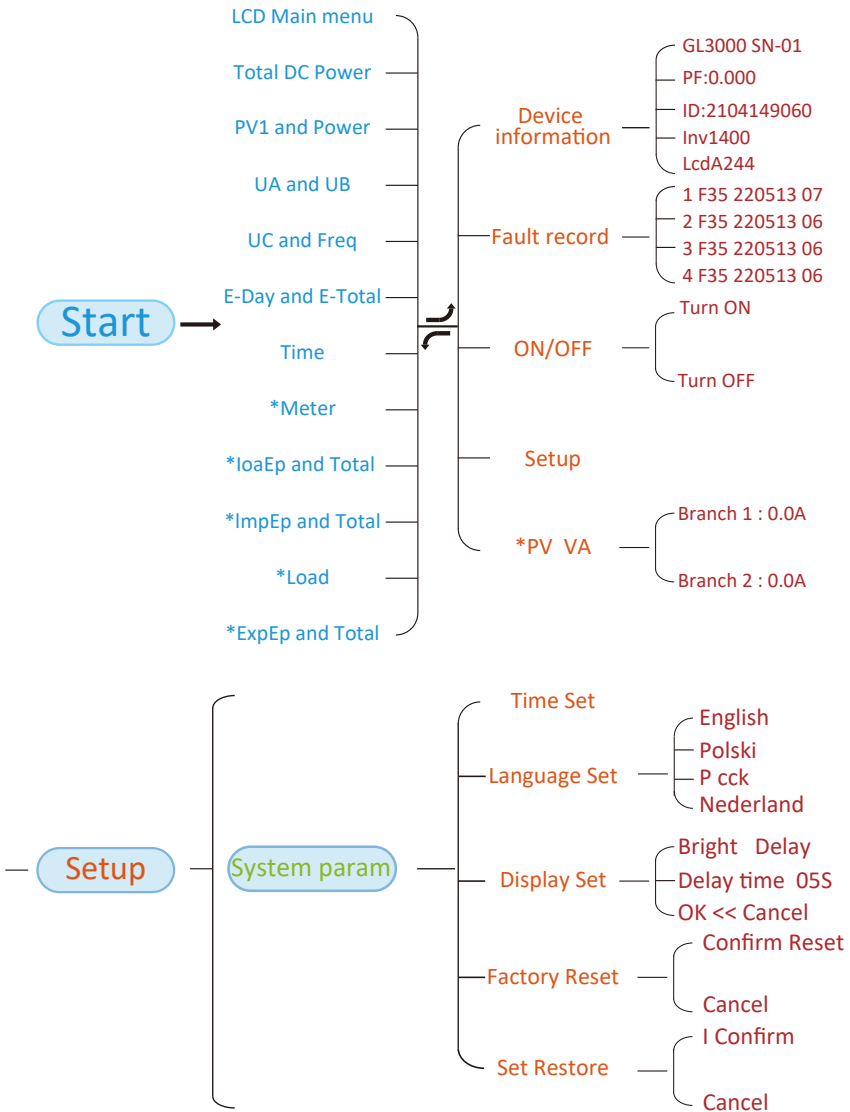 LCD Main menu
Total DC Power
PV1 and Power
UA and UB
UC and Freq
E-Day and E-Total
Start
Time
*Meter
*IoaEp and Total
*ImpEp and Total
*Load
*ExpEp and Total
Device
information
GL3000 SN-01
PF:0.000
ID:2104149060
Inv1400
LcdA244
Fault record
1 F35 220513 07
2 F35 220513 06
3 F35 220513 06
4 F35 220513 06
ON/OFF
Turn ON
Turn OFF
Setup
*PV VA
Branch 1 : 0.0A
Branch 2 : 0.0A
Setup
System param
Time Set
Language Set
English
Polski
P cck
Nederland
Display Set
Bright Delay
Delay time 05S
OK << Cancel
Factory Reset
Confirm Reset
Cancel
Set Restore
I Confirm
Cancel